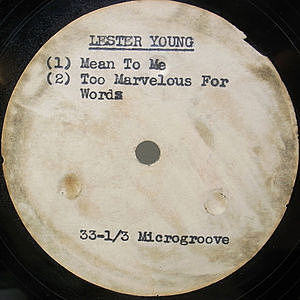 LESTER YOUNG
(1) Mean To Me
(2) Too Marvelous For
Words
33-1/3 Microgroove